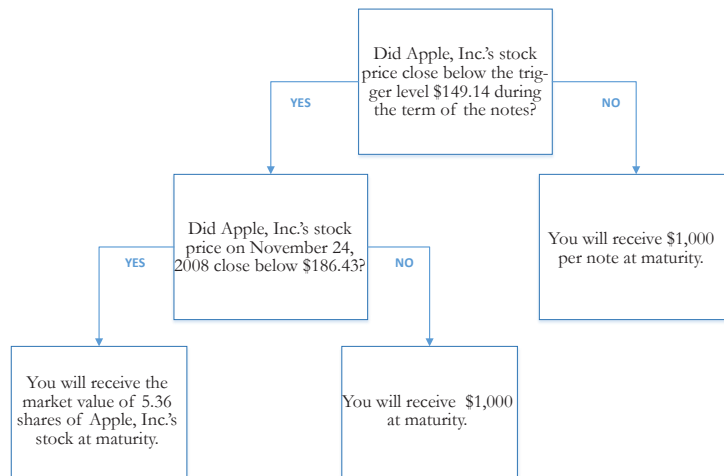 Did Apple, Inc.'s stock
price close below the trig-
ger level $149.14 during
the term of the notes?
YES
NO
Did Apple, Inc.'s stock
price on November 24,
2008 close below $186.43?
You will receive $1,000
per note at maturity.
YES
NO
You will receive the
market value of 5.36
shares of Apple, Inc.'s
stock at maturity.
You will receive $1,000
at maturity.